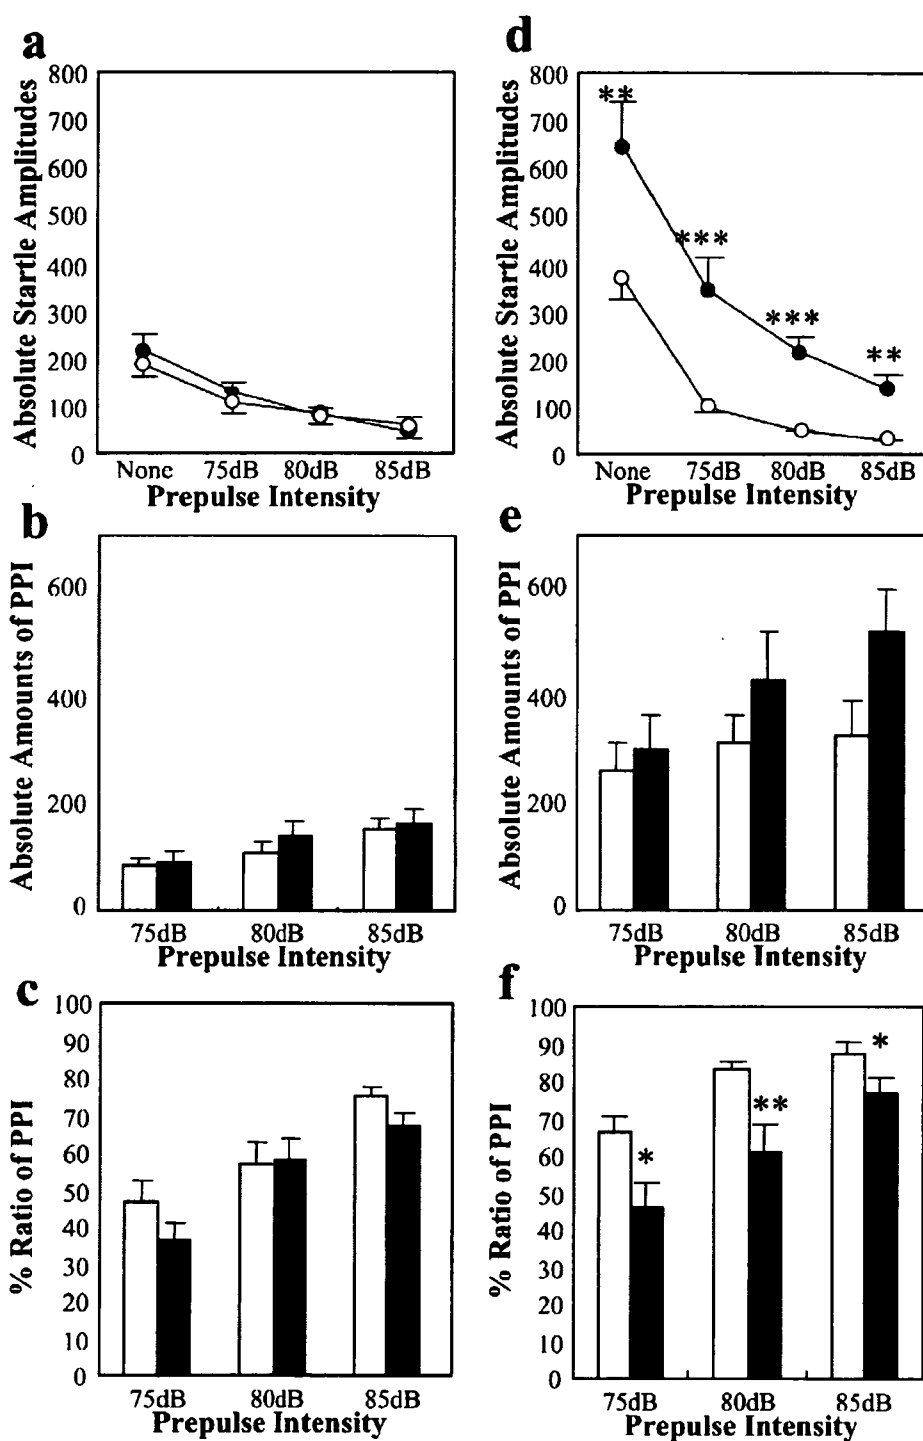 a
Absolute Startle Amplitudes
800
700
600
500
400
300
200
100
0
None 75dB 80dB 85dB
Prepulse Intensity
d
Absolute Startle Amplitudes
800
700
600
500
400
300
200
100
0
**
***
***
**
None 75dB 80dB 85dB
Prepulse Intensity
b
Absolute Amounts of PPI
600
400
200
0
75dB 80dB 85dB
Prepulse Intensity
e
Absolute Amounts of PPI
600
400
200
0
75dB 80dB 85dB
Prepulse Intensity
c
% Ratio of PPI
100
90
80
70
60
50
40
30
20
10
0
75dB 80dB 85dB
Prepulse Intensity
f
% Ratio of PPI
100
90
80
70
60
50
40
30
20
10
0
*
**
*
75dB 80dB 85dB
Prepulse Intensity